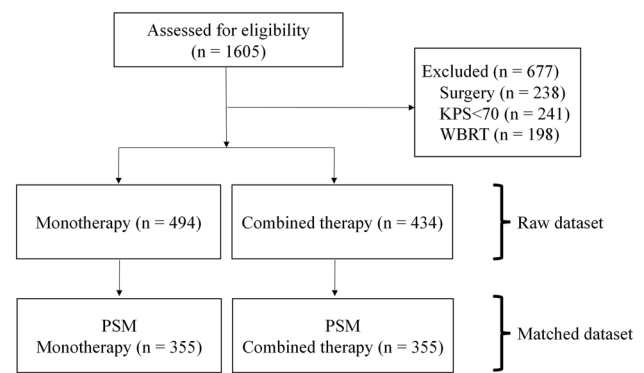 Assessed for eligibility
(n = 1605)
Excluded (n = 677)
Surgery (n = 238)
KPS<70 (n = 241)
WBRT (n = 198)
Monotherapy (n = 494)
Combined therapy (n = 434)
Raw dataset
PSM
Monotherapy (n = 355)
PSM
Combined therapy (n = 355)
Matched dataset